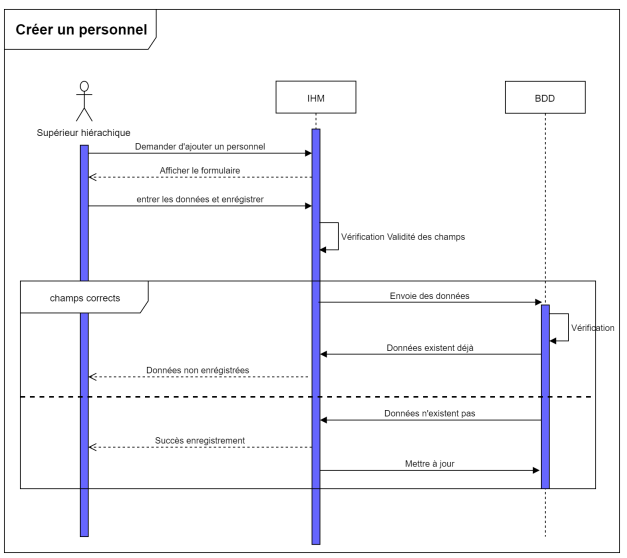 Créer un personnel
IHM
BDD
Supérieur hiérachique
Demander d'ajouter un personnel
Afficher le formulaire
entrer les données et enrégistrer
Vérification Validité des champs
champs corrects
Envoie des données
Vérification
Données existent déjà
Données non enrégistrées
Données n'existent pas
Succès enregistrement
Mettre à jour